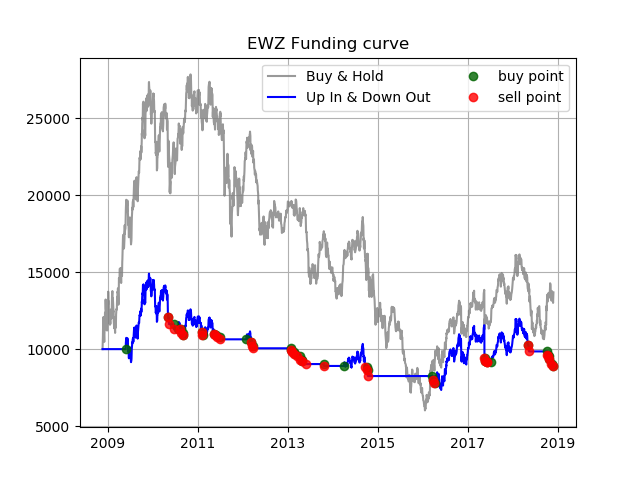 EWZ Funding curve
Buy & Hold
Up In & Down Out
buy point
sell point
25000
20000
15000
10000
5000
2009 2011 2013 2015 2017 2019